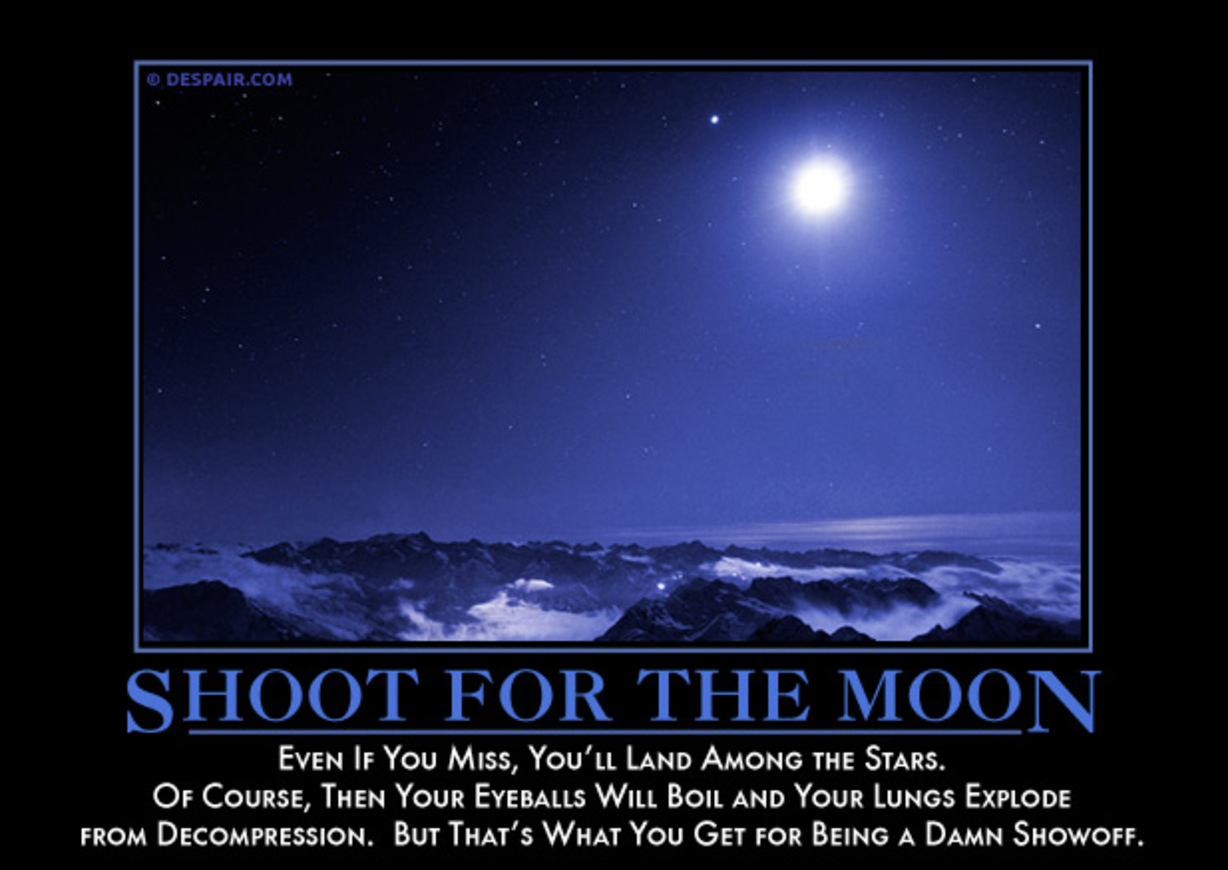 © DESPAIR.COM
SHOOT FOR THE MOON
EVEN IF YOU MISS, YOU'LL LAND AMONG THE STARS.
OF COURSE, THEN YOUR EYEBALLS WILL BOIL AND YOUR LUNGS EXPLODE
FROM DECOMPRESSION.  BUT THAT'S WHAT YOU GET FOR BEING A DAMN SHOWOFF.